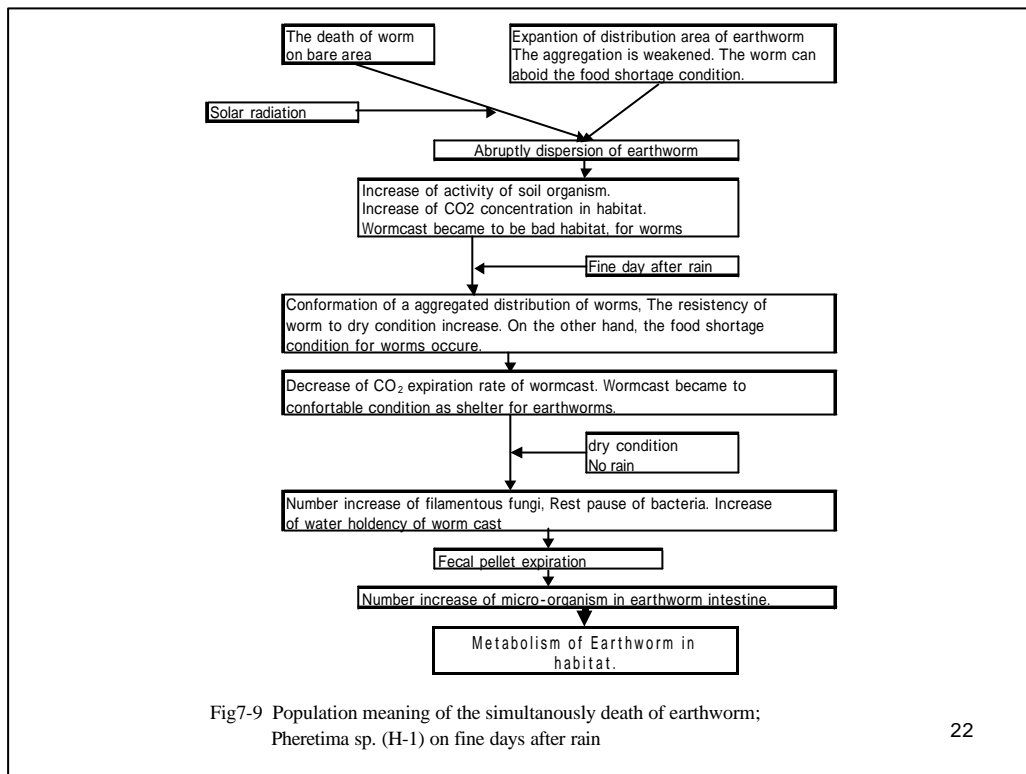 The death of worm
on bare area
Expantion of distribution area of earthworm
The aggregation is weakened. The worm can
aboid the food shortage condition.
Solar radiation
Abruptly dispersion of earthworm
Increase of activity of soil organism.
Increase of CO2 concentration in habitat.
Wormcast became to be bad habitat, for worms
Fine day after rain
Conformation of a aggregated distribution of worms, The resistency of
worm to dry condition increase. On the other hand, the food shortage
condition for worms occure.
Decrease of CO₂ expiration rate of wormcast. Wormcast became to
confortable condition as shelter for earthworms.
dry condition
No rain
Number increase of filamentous fungi, Rest pause of bacteria. Increase
of water holdency of worm cast
Fecal pellet expiration
Number increase of micro-organism in earthworm intestine.
Metabolism of Earthworm in
habitat.
Fig7-9 Population meaning of the simultanously death of earthworm;
Pheretima sp. (H-1) on fine days after rain
22